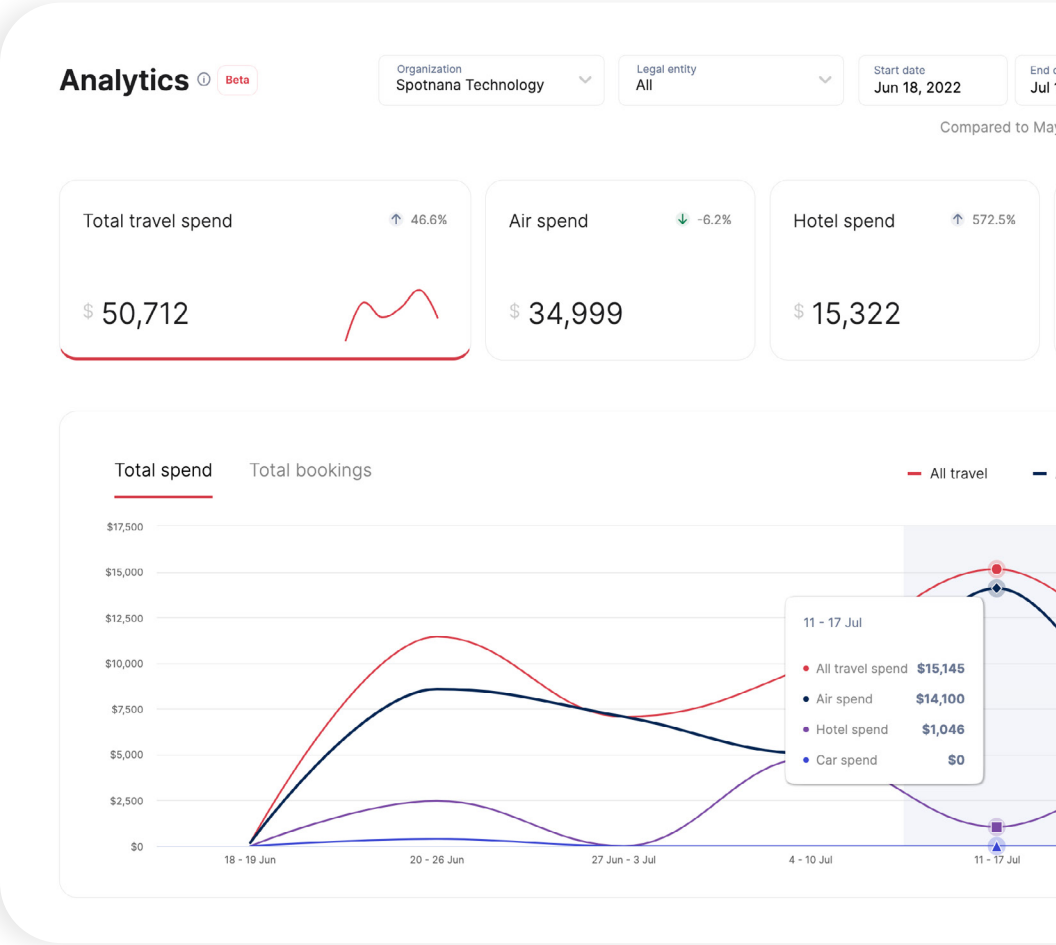 Analytics Beta
Organization
Spotnana Technology
Legal entity
All
Start date
Jun 18, 2022
End
Jul
Compared to May
Total travel spend 46.6%
$ 50,712
Air spend -6.2%
$ 34,999
Hotel spend 572.5%
$ 15,322
Total spend Total bookings
All travel
$17,500
$15,000
$12,500
$10,000
$7,500
$5,000
$2,500
$0
11 - 17 Jul
All travel spend $15,145
Air spend $14,100
Hotel spend $1,046
Car spend $0
18 - 19 Jun 20 - 26 Jun 27 Jun - 3 Jul 4 - 10 Jul 11 - 17 Jul